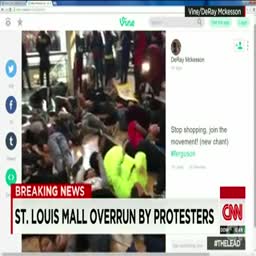 Vine/DeRay Mckesson
Vine
DeRay Mckesson
Stop shopping, join the
movement! (new chant)
#ferguson
BREAKING NEWS
ST. LOUIS MALL OVERRUN BY PROTESTERS
CNN
#THELEAD